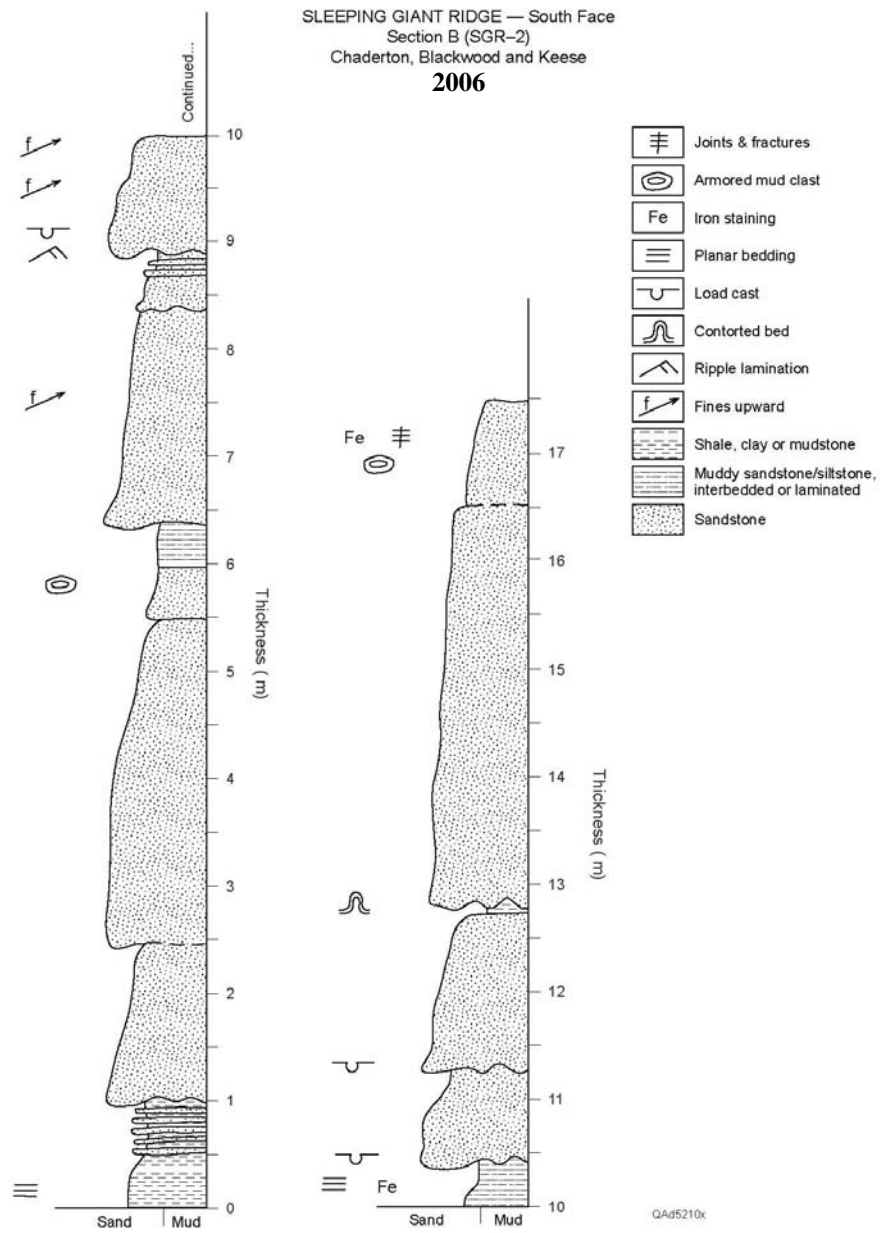 SLEEPING GIANT RIDGE — South Face
Section B (SGR–2)
Chaderton, Blackwood and Keese
2006
Continued...
10
9
8
7
6
5
4
3
2
1
0
f
f
f
Thickness (m)
Sand
Mud
17
16
15
14
13
12
11
10
Fe
Fe
Thickness (m)
Sand
Mud
Joints & fractures
Armored mud clast
Fe
Iron staining
Planar bedding
Load cast
Contorted bed
Ripple lamination
f
Fines upward
Shale, clay or mudstone
Muddy sandstone/siltstone,
interbedded or laminated
Sandstone
QAd5210x